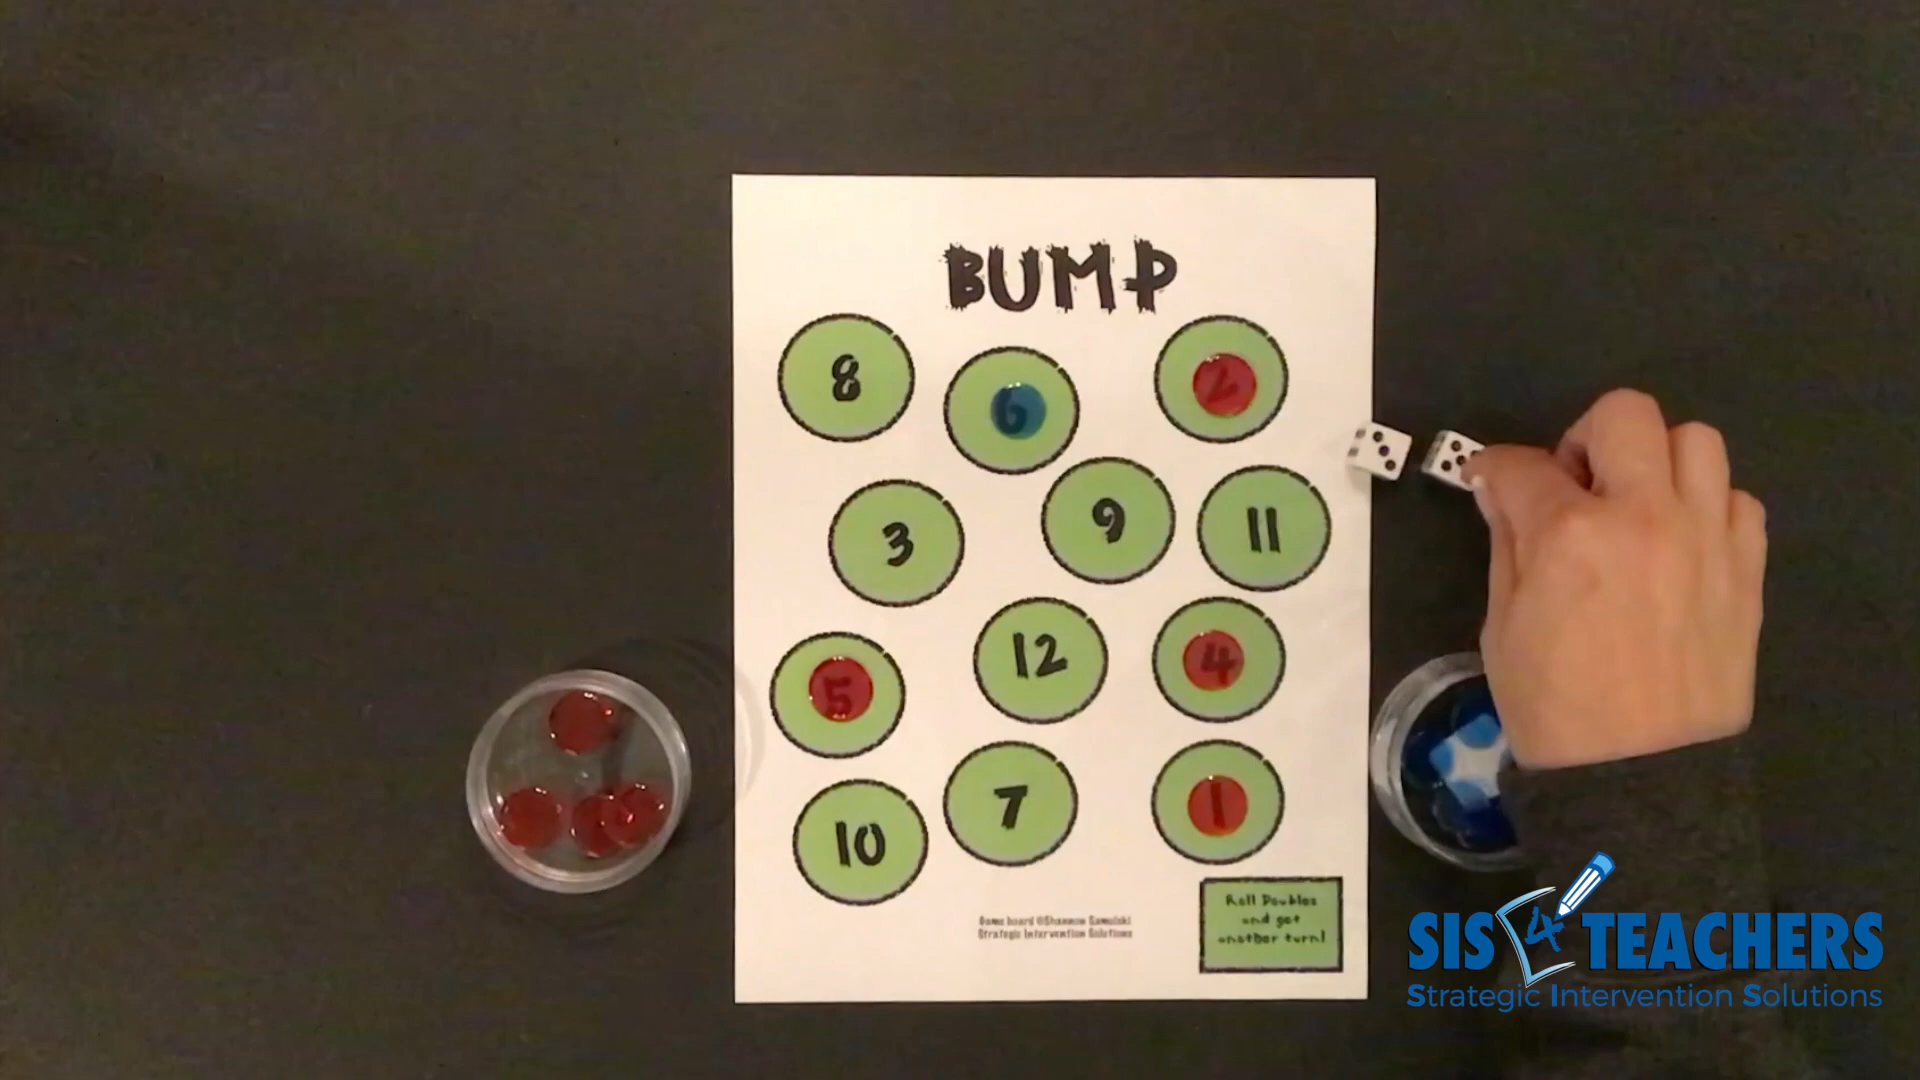 BUMP
8
6
2
3
9
11
12
5
4
7
1
10
Game board ©Shannon Samulski
Strategic Intervention Solutions
Roll Doubles
and get
another turn!
SIS 4 TEACHERS
Strategic Intervention Solutions